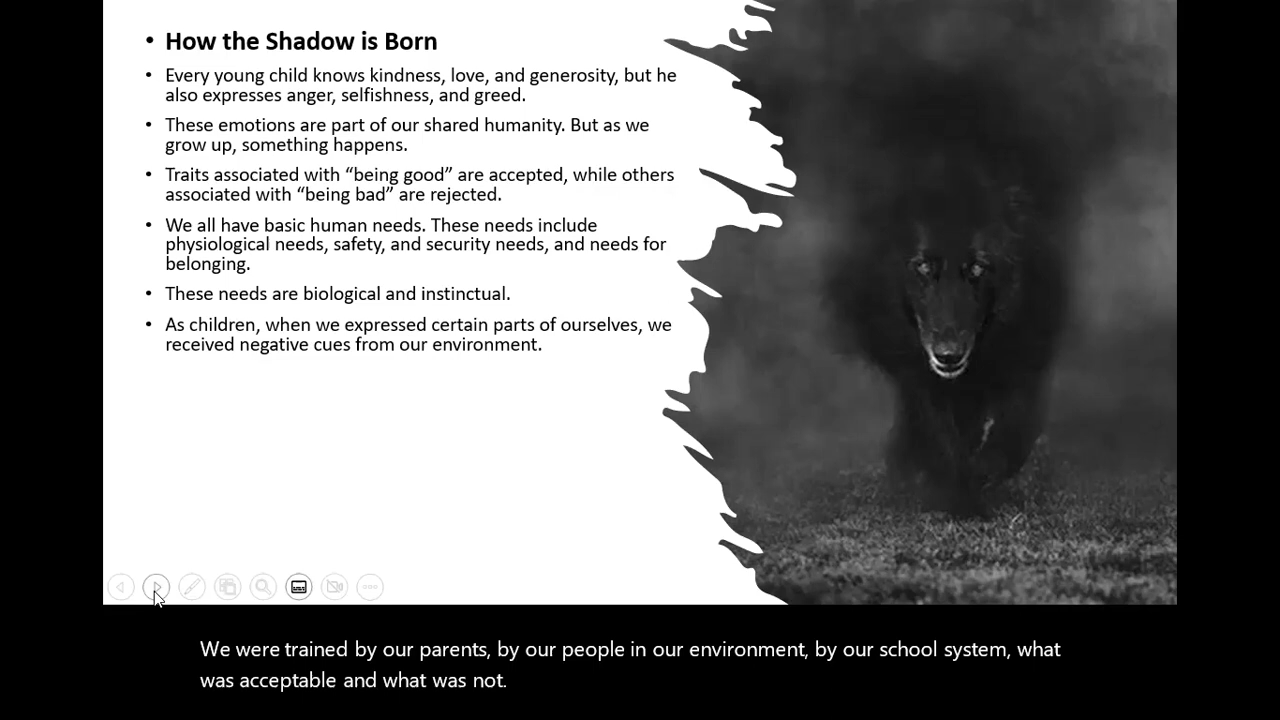 • How the Shadow is Born
• Every young child knows kindness, love, and generosity, but he
also expresses anger, selfishness, and greed.
• These emotions are part of our shared humanity. But as we
grow up, something happens.
• Traits associated with “being good” are accepted, while others
associated with “being bad” are rejected.
• We all have basic human needs. These needs include
physiological needs, safety, and security needs, and needs for
belonging.
• These needs are biological and instinctual.
• As children, when we expressed certain parts of ourselves, we
received negative cues from our environment.
We were trained by our parents, by our people in our environment, by our school system, what
was acceptable and what was not.